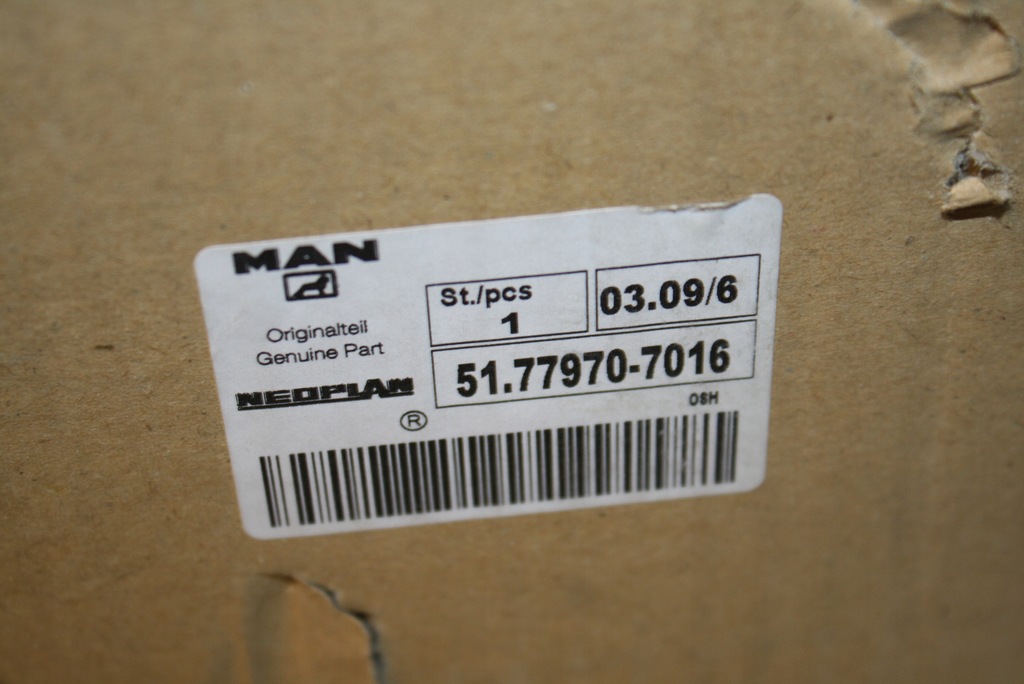 MAN
Originalteil
Genuine Part
NEOPLAN
®
St./pcs
1
03.09/6
51.77970-7016
OSH